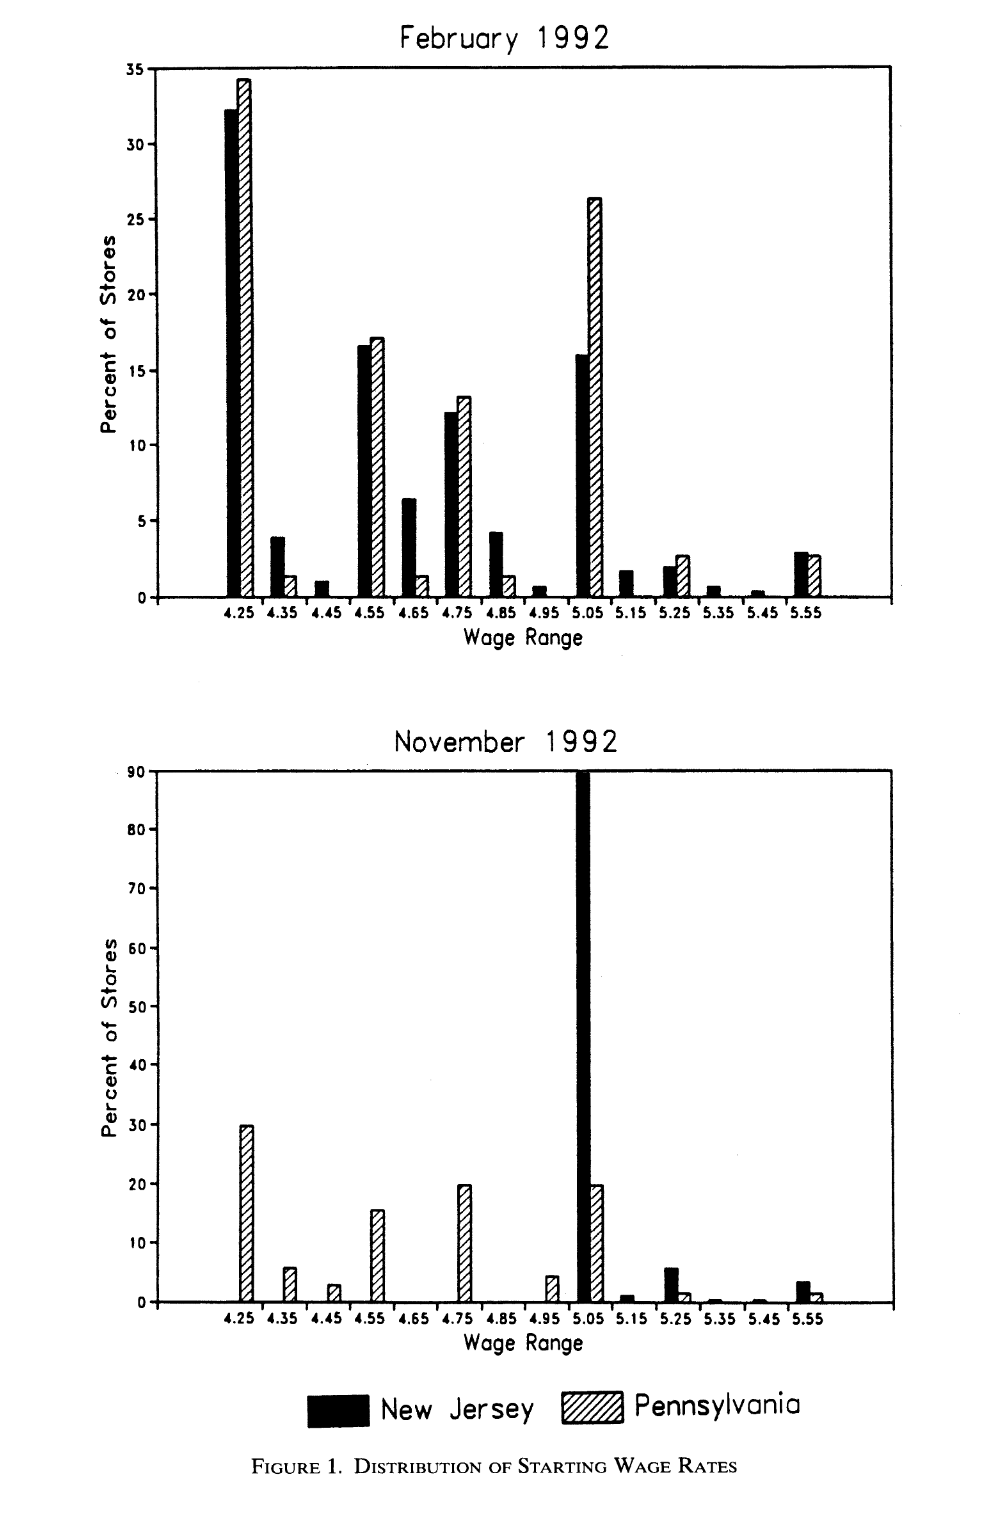 February 1992
35
30
25
20
15
10
5
0
Percent of Stores
4.25 4.35 4.45 4.55 4.65 4.75 4.85 4.95 5.05 5.15 5.25 5.35 5.45 5.55
Wage Range
November 1992
90
80
70
60
50
40
30
20
10
0
Percent of Stores
4.25 4.35 4.45 4.55 4.65 4.75 4.85 4.95 5.05 5.15 5.25 5.35 5.45 5.55
Wage Range
New Jersey Pennsylvania
FIGURE 1. DISTRIBUTION OF STARTING WAGE RATES